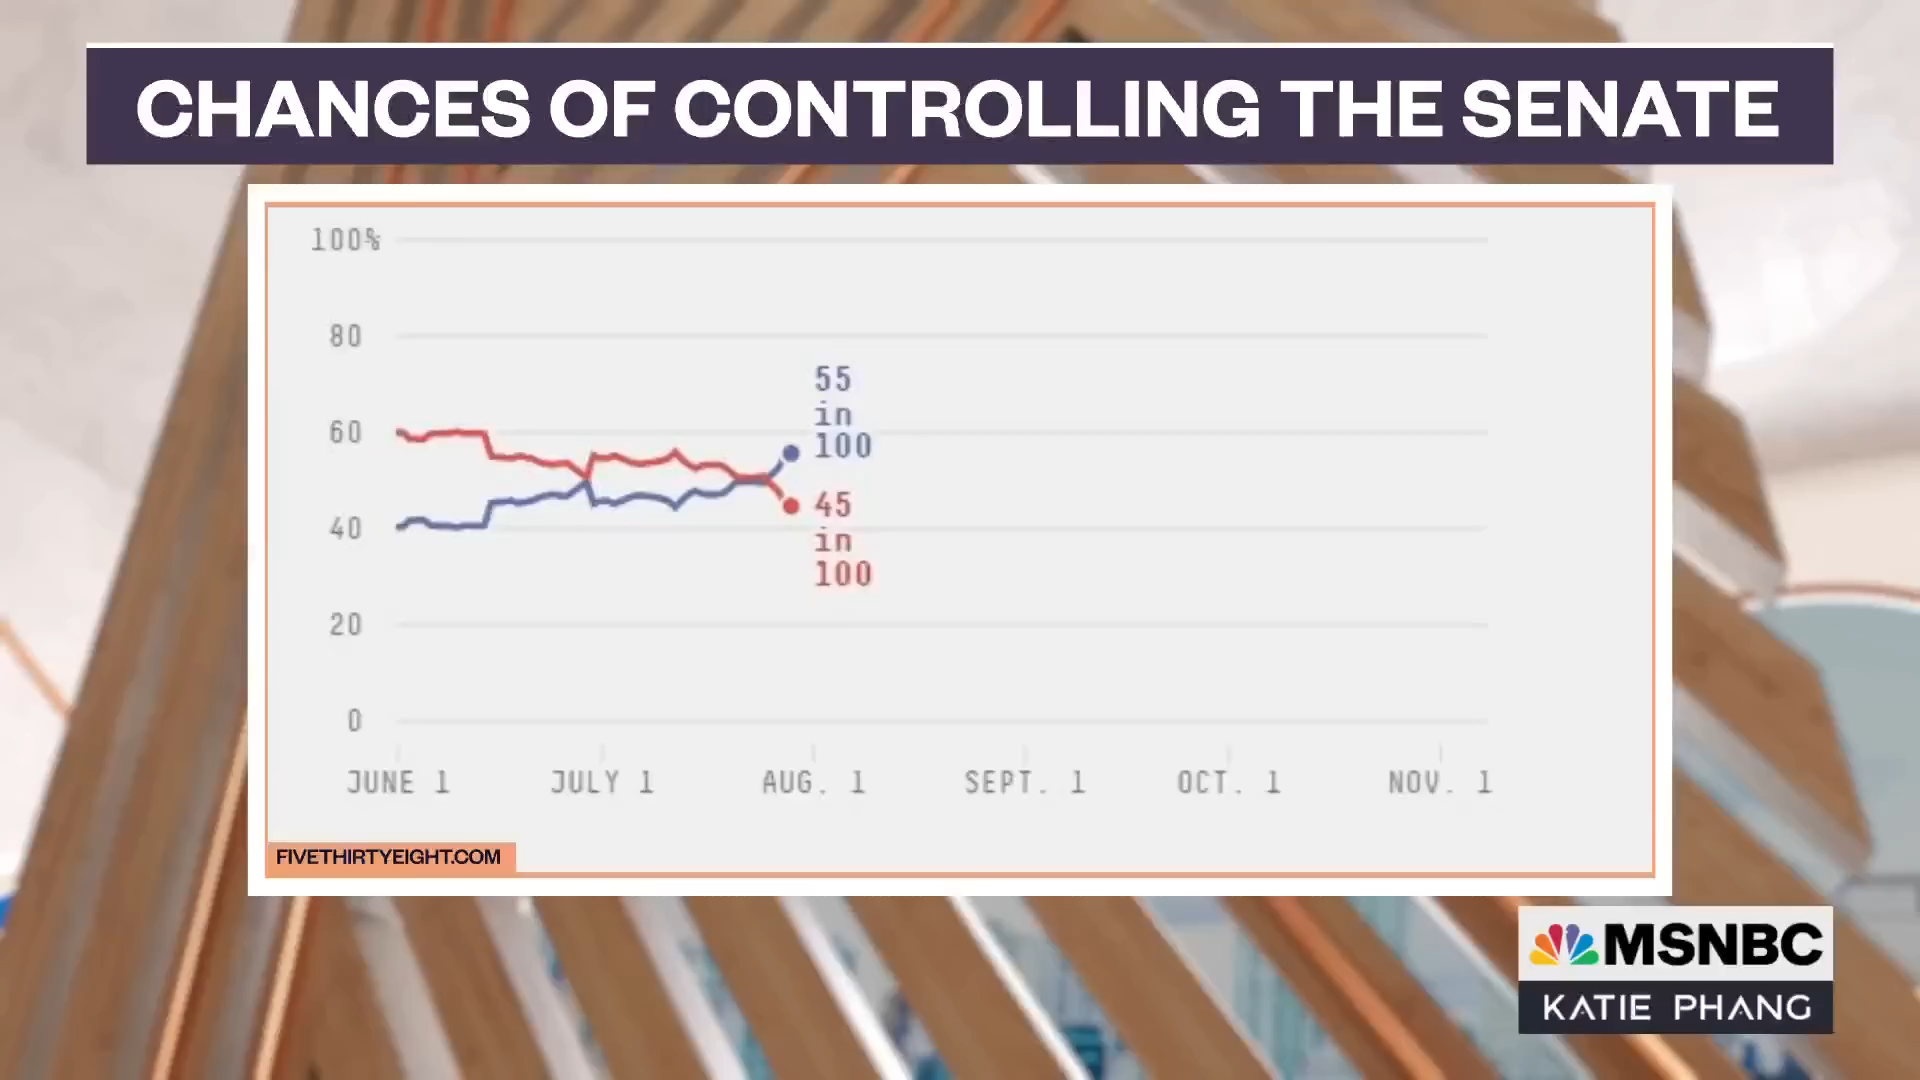 CHANCES OF CONTROLLING THE SENATE
100%
80
60
40
20
0
55
in
100
45
in
100
JUNE 1 JULY 1 AUG. 1 SEPT. 1 OCT. 1 NOV. 1
FIVETHIRTYEIGHT.COM
MSNBC
KATIE PHANG